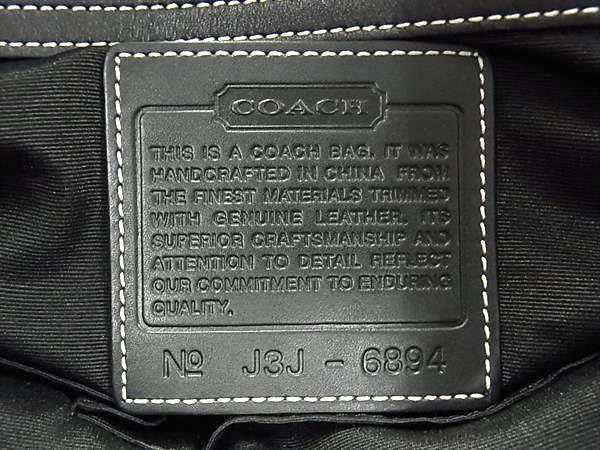 COACH
THIS IS A COACH BAG. IT WAS
HANDCRAFTED IN CHINA FROM
THE FINEST MATERIALS TRIMMED
WITH GENUINE LEATHER. ITS
SUPERIOR CRAFTSMANSHIP AND
ATTENTION TO DETAIL REFLECT
OUR COMMITMENT TO ENDURING
QUALITY.
Nº J3J - 6894